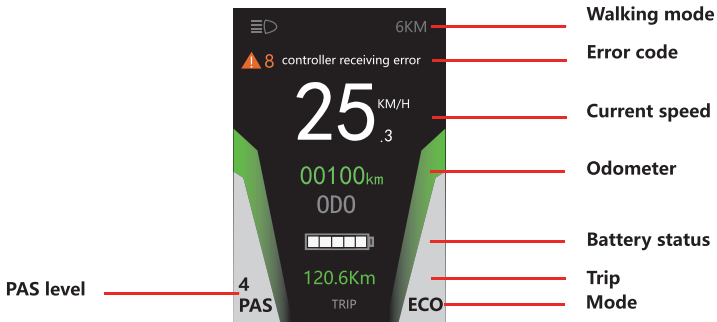 Walking mode
6KM
Error code
8 controller receiving error
25.3 KM/H
Current speed
00100km
ODO
Odometer
Battery status
120.6Km
TRIP
Trip
4
PAS
PAS level
ECO
Mode